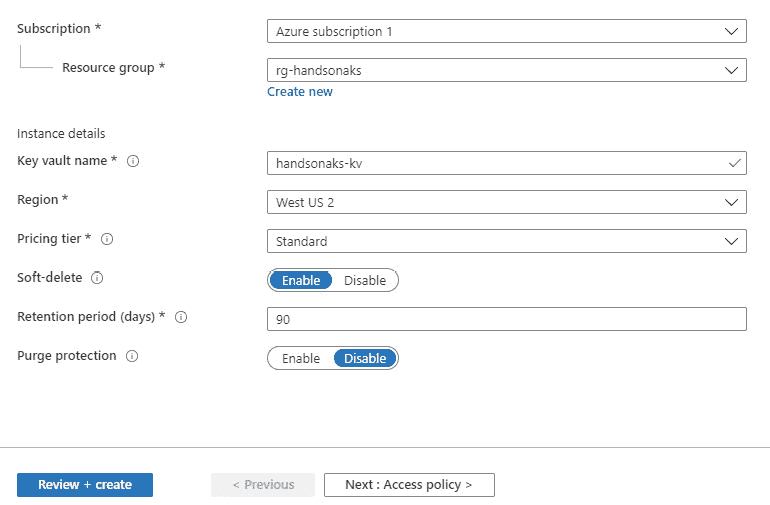 Subscription *
Azure subscription 1
Resource group *
rg-handsonaks
Create new
Instance details
Key vault name *
handsonaks-kv
Region *
West US 2
Pricing tier *
Standard
Soft-delete
Enable Disable
Retention period (days) *
90
Purge protection
Enable Disable
Review + create
< Previous
Next : Access policy >